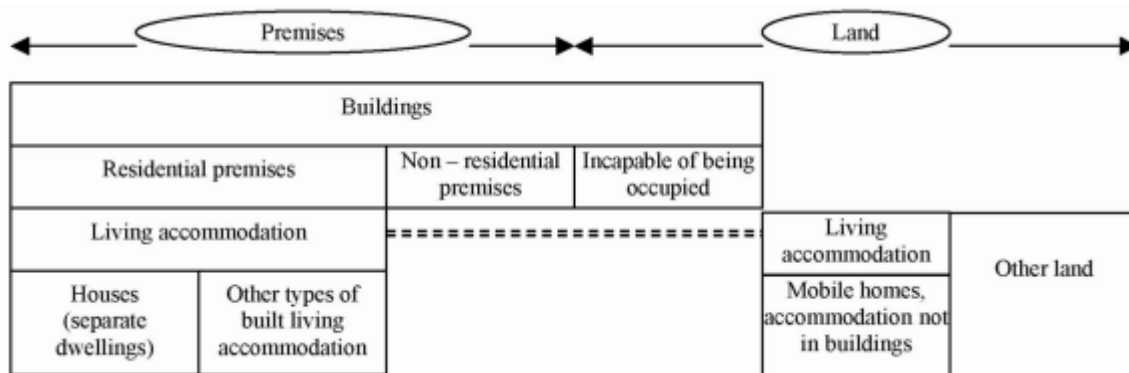 Premises
Land
Buildings
Residential premises
Non – residential
premises
Incapable of being
occupied
Living accommodation
Living
accommodation
Other land
Houses
(separate
dwellings)
Other types of
built living
accommodation
Mobile homes,
accommodation not
in buildings